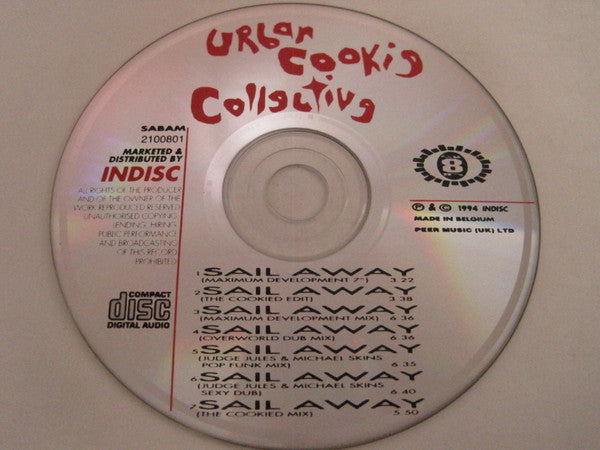 URban
Cookie
Collective
SABAM
2100801
MARKETED &
DISTRIBUTED BY
INDISC
ALL RIGHTS OF THE PRODUCER
AND OF THE OWNER OF THE
WORK REPRODUCED RESERVED
UNAUTHORISED COPYING,
LENDING, HIRING,
PUBLIC PERFORMANCE
AND BROADCASTING
OF THIS RECORD
PROHIBITED
COMPACT
disc
DIGITAL AUDIO
8
℗ & © 1994 INDISC
MADE IN BELGIUM
PEER MUSIC (UK) LTD
1 SAIL AWAY
(MAXIMUM DEVELOPMENT 7") 3 22
2 SAIL AWAY
(THE COOKIED EDIT) 3 38
3 SAIL AWAY
(MAXIMUM DEVELOPMENT MIX) 6 36
4 SAIL AWAY
(OVERWORLD DUB MIX) 6 36
5 SAIL AWAY
(JUDGE JULES & MICHAEL SKINS
POP FUNK MIX) 6 35
6 SAIL AWAY
(JUDGE JULES & MICHAEL SKINS
SEXY DUB) 6 40
7 SAIL AWAY
(THE COOKIED MIX) 5 50